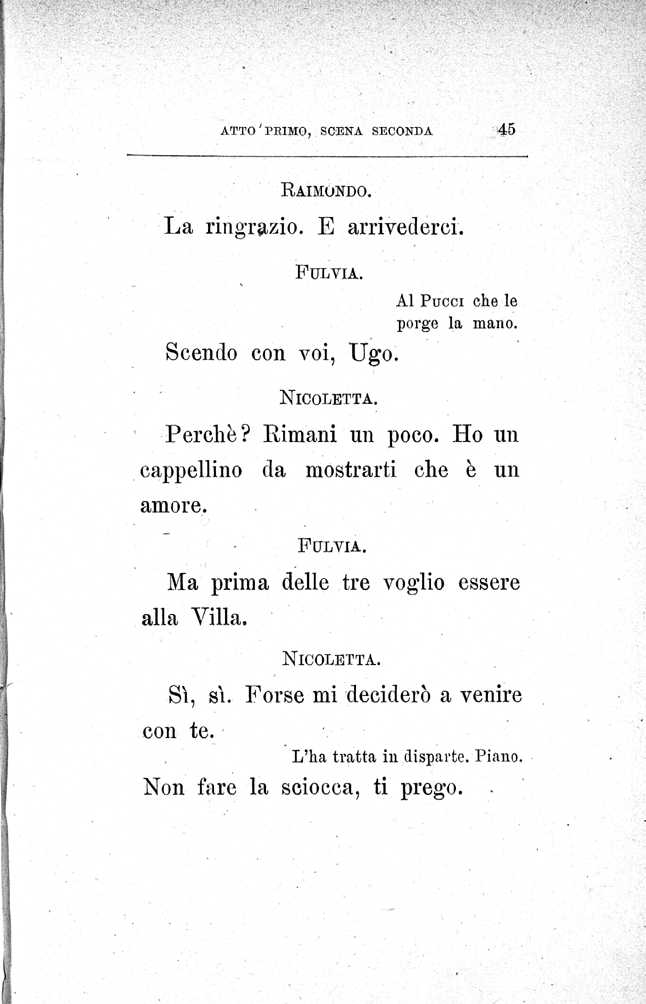 ATTO PRIMO, SCENA SECONDA 45
RAIMONDO.
La ringrazio. E arrivederci.
FULVIA.
Al PUCCI che le
porge la mano.
Scendo con voi, Ugo.
NICOLETTA.
Perchè? Rimani un poco. Ho un
cappellino da mostrarti che è un
amore.
FULVIA.
Ma prima delle tre voglio essere
alla Villa.
NICOLETTA.
Sì, sì. Forse mi deciderò a venire
con te.
L'ha tratta in disparte. Piano.
Non fare la sciocca, ti prego.